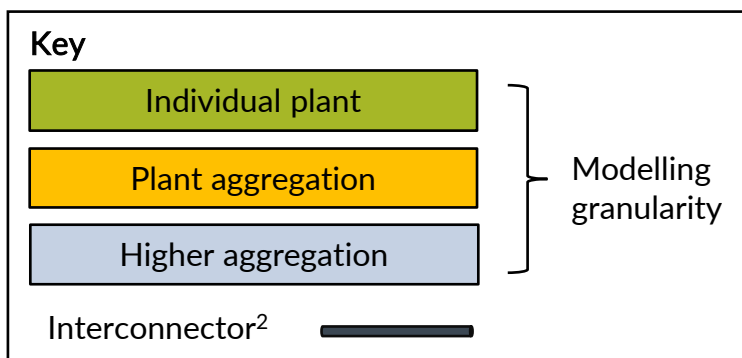 Key
Individual plant
Plant aggregation
Higher aggregation
Modelling
granularity
Interconnector²